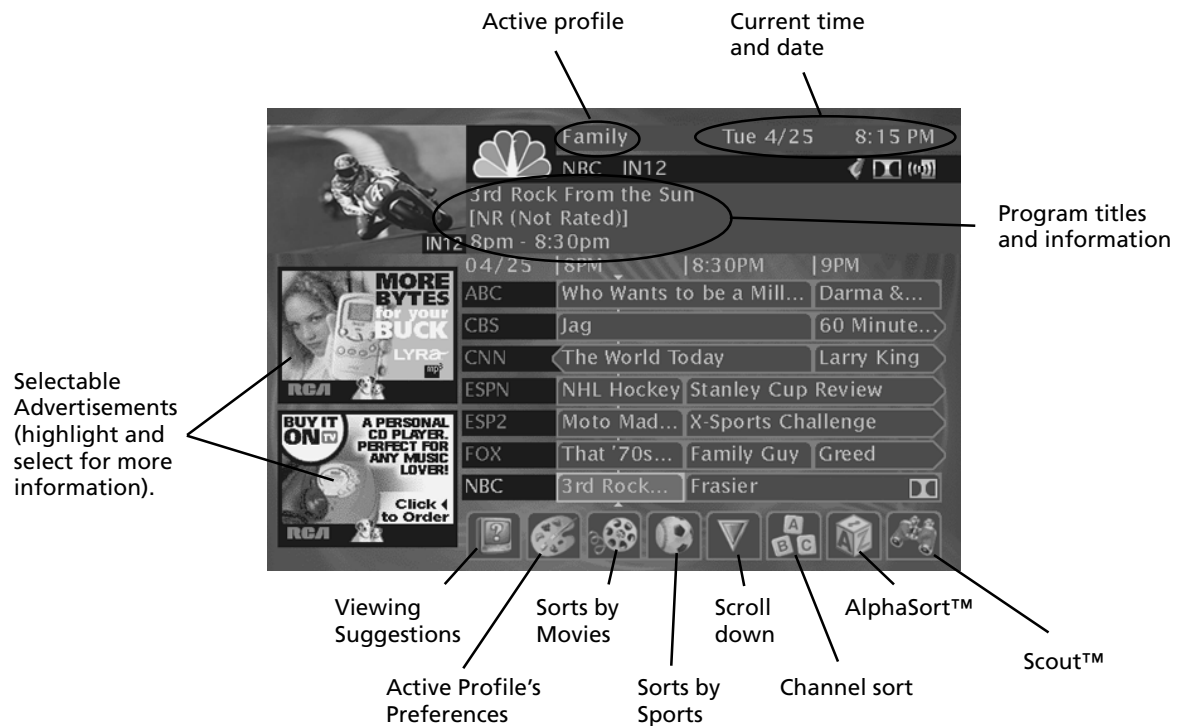 Active profile
Current time
and date
Family
Tue 4/25 8:15 PM
NBC IN12
3rd Rock From the Sun
[NR (Not Rated)]
IN12 8pm - 8:30pm
Program titles
and information
04/25 |8PM |8:30PM |9PM
ABC Who Wants to be a Mill... Darma &...
CBS Jag 60 Minute...
CNN The World Today Larry King
ESPN NHL Hockey Stanley Cup Review
ESP2 Moto Mad... X-Sports Challenge
FOX That '70s... Family Guy Greed
NBC 3rd Rock... Frasier
MORE
BYTES
for your
BUCK
LYRA
mp3
RCA
BUY IT
ON TV
A PERSONAL
CD PLAYER.
PERFECT FOR
ANY MUSIC
LOVER!
Click
to Order
RCA
Selectable
Advertisements
(highlight and
select for more
information).
?
A
B C
A Z
Viewing
Suggestions
Active Profile's
Preferences
Sorts by
Movies
Sorts by
Sports
Scroll
down
Channel sort
AlphaSort™
Scout™